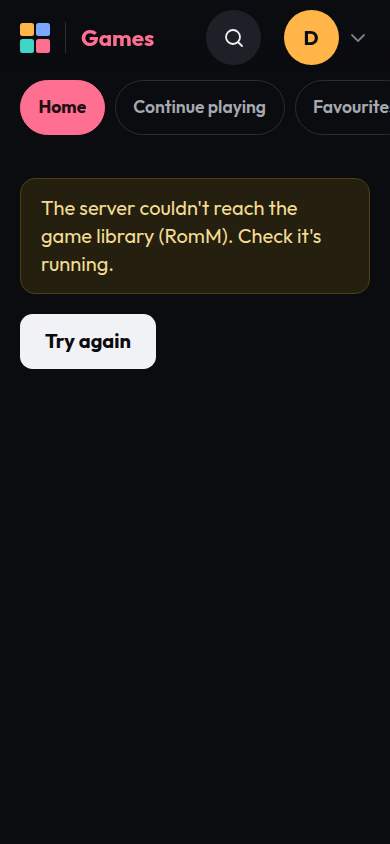 Games
D
Home
Continue playing
Favourites
The server couldn't reach the
game library (RomM). Check it's
running.
Try again